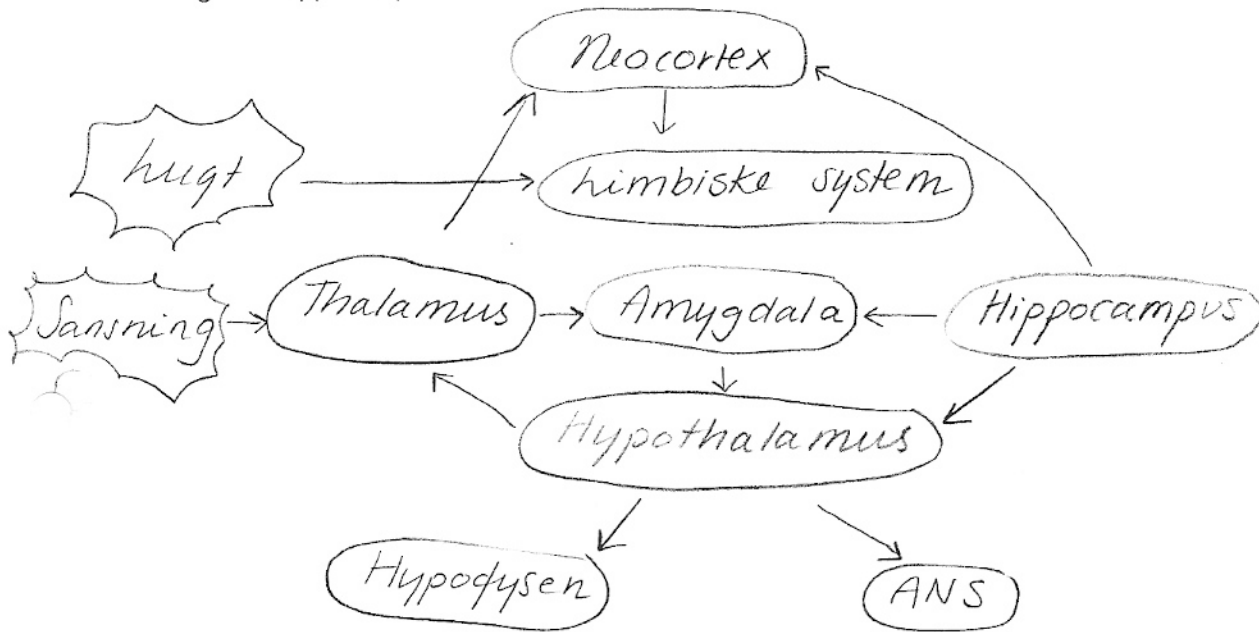 Neocortex
lugt
Limbiske system
Sansning
Thalamus
Amygdala
Hippocampus
Hypothalamus
Hypofysen
ANS